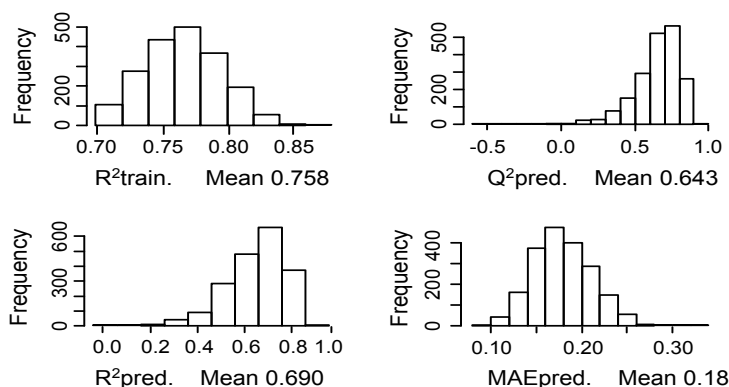 Frequency
500
200
0
0.70 0.75 0.80 0.85
R²train. Mean 0.758
Frequency
500
200
0
-0.5 0.0 0.5 1.0
Q²pred. Mean 0.643
Frequency
600
300
0
0.0 0.2 0.4 0.6 0.8 1.0
R²pred. Mean 0.690
Frequency
400
200
0
0.10 0.20 0.30
MAEpred. Mean 0.18